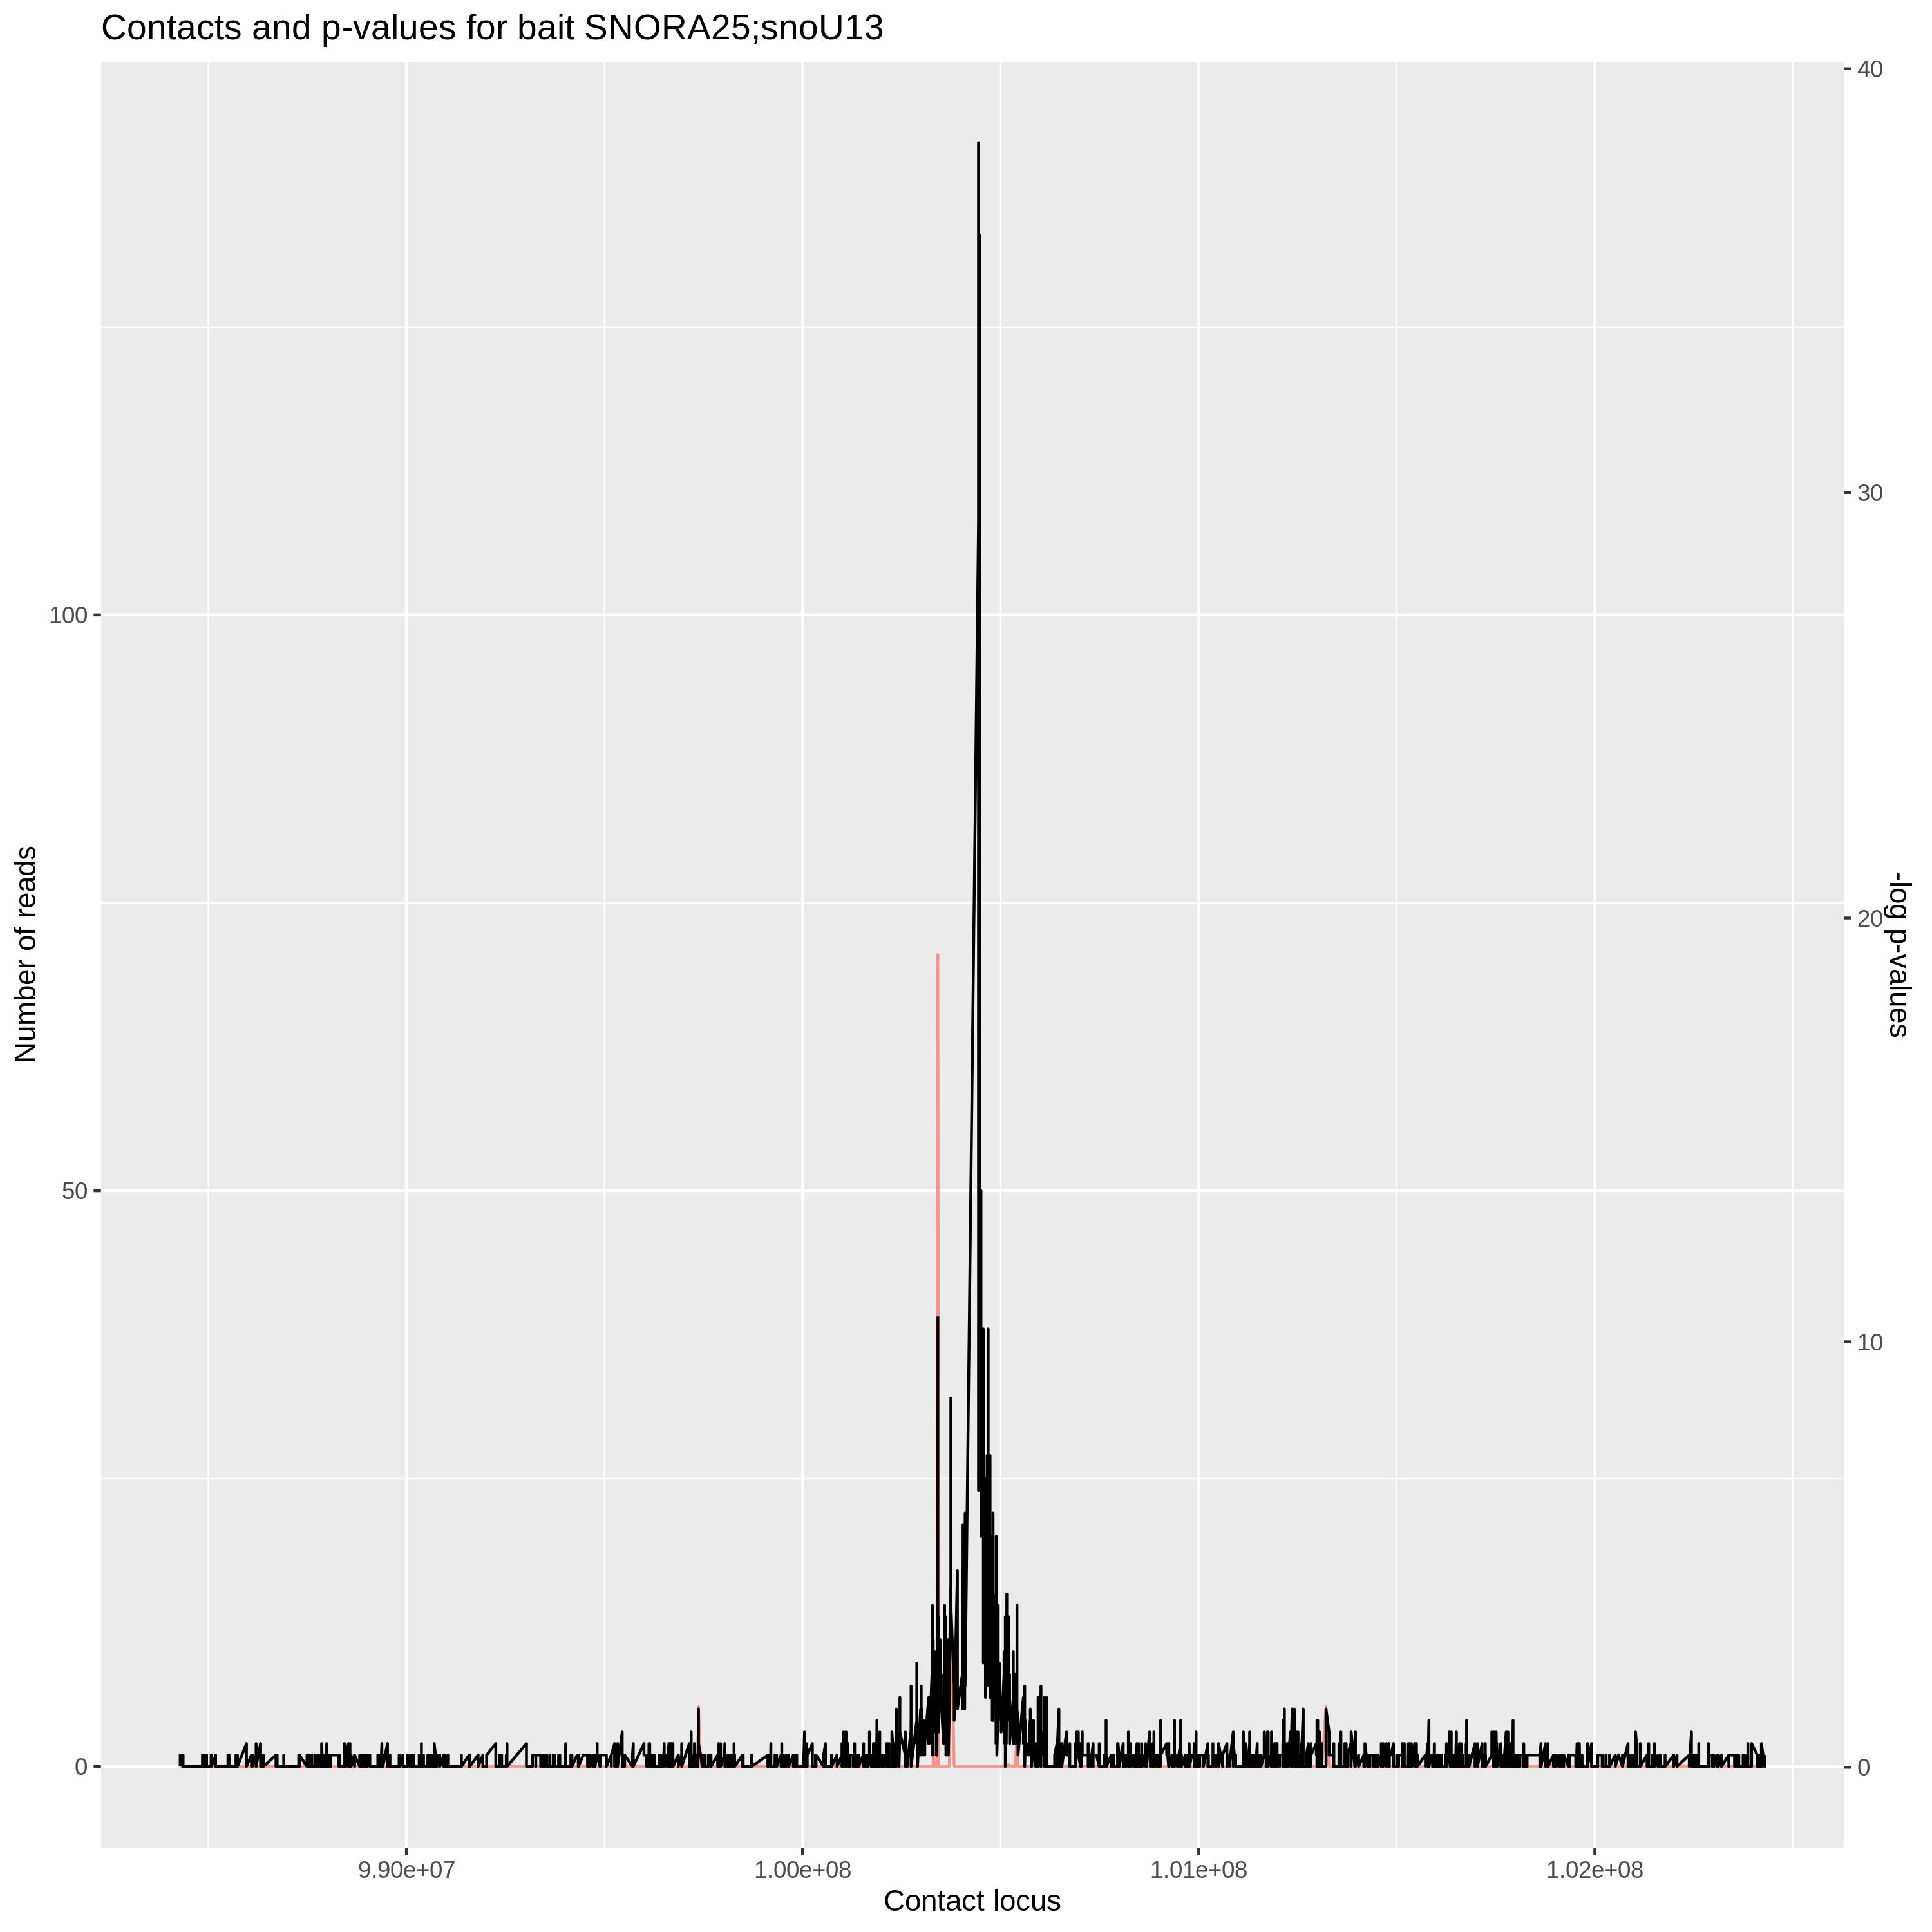 Contacts and p-values for bait SNORA25;snoU13
Number of reads
100
50
0
40
30
20
10
0
-log p-values
9.90e+07
1.00e+08
1.01e+08
1.02e+08
Contact locus